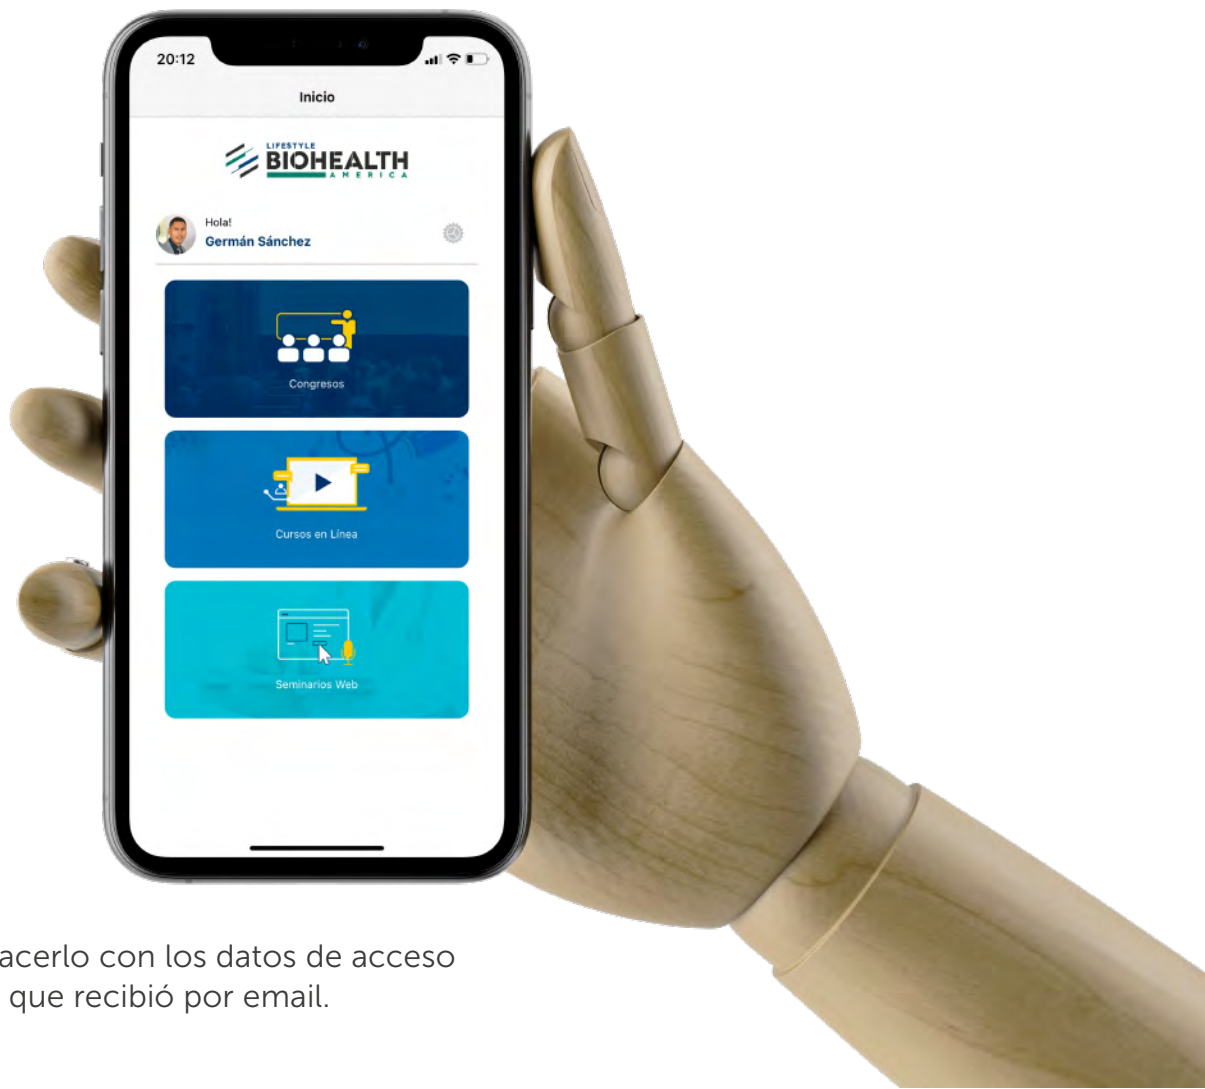 20:12
Inicio
LIFESTYLE
BIOHEALTH
AMERICA
Hola!
Germán Sánchez
Congresos
Cursos en Línea
Seminarios Web
acerlo con los datos de acceso
que recibió por email.